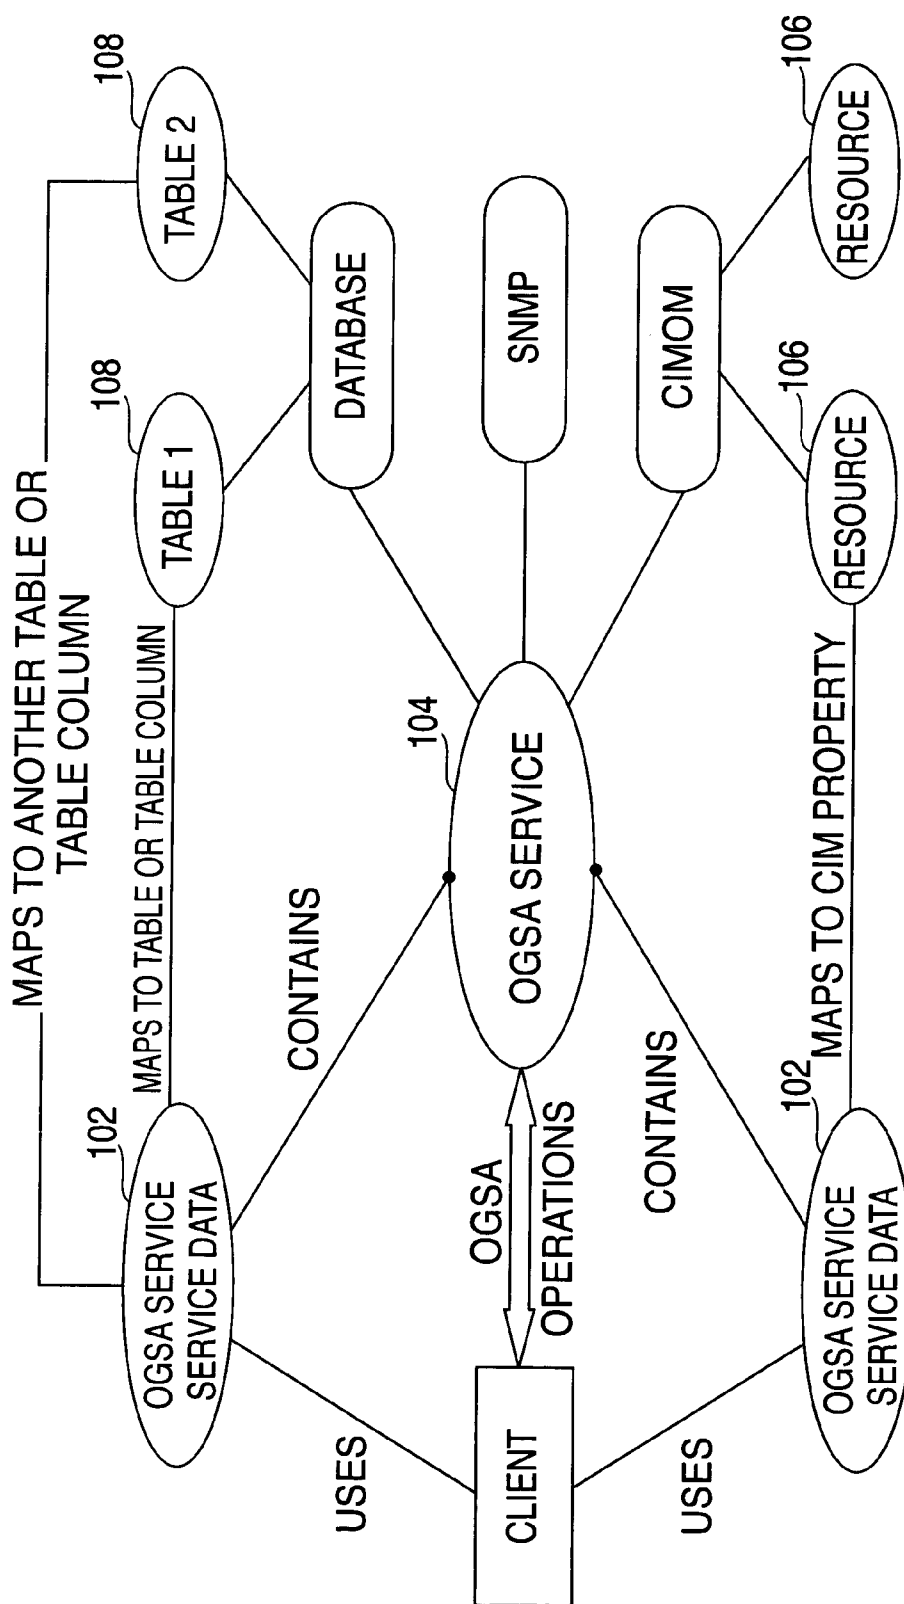 MAPS TO ANOTHER TABLE OR
TABLE COLUMN
108
TABLE 2
108
TABLE 1
MAPS TO TABLE OR TABLE COLUMN
102
OGSA SERVICE
SERVICE DATA
DATABASE
CONTAINS
USES
104
SNMP
OGSA SERVICE
OGSA
OPERATIONS
CLIENT
CIMOM
CONTAINS
USES
106
RESOURCE
106
RESOURCE
MAPS TO CIM PROPERTY
102
OGSA SERVICE
SERVICE DATA